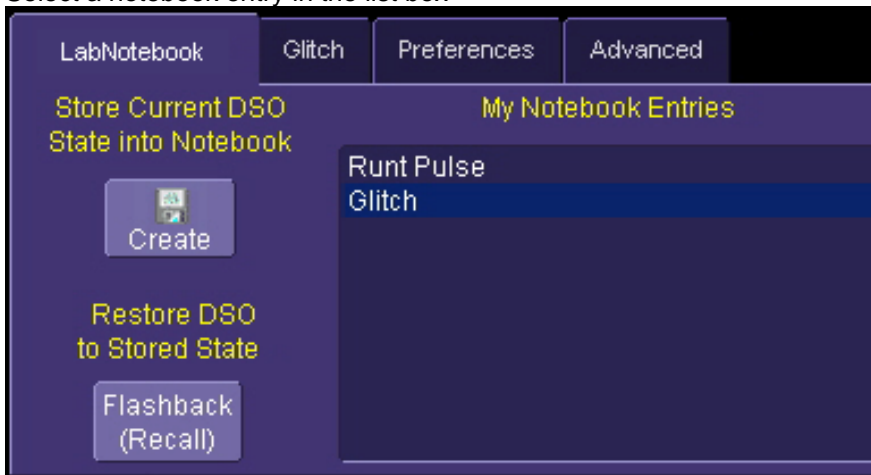 Select a notebook entry in the list box
LabNotebook Glitch Preferences Advanced
Store Current DSO
State into Notebook
My Notebook Entries
Runt Pulse
Glitch
Create
Restore DSO
to Stored State
Flashback
(Recall)